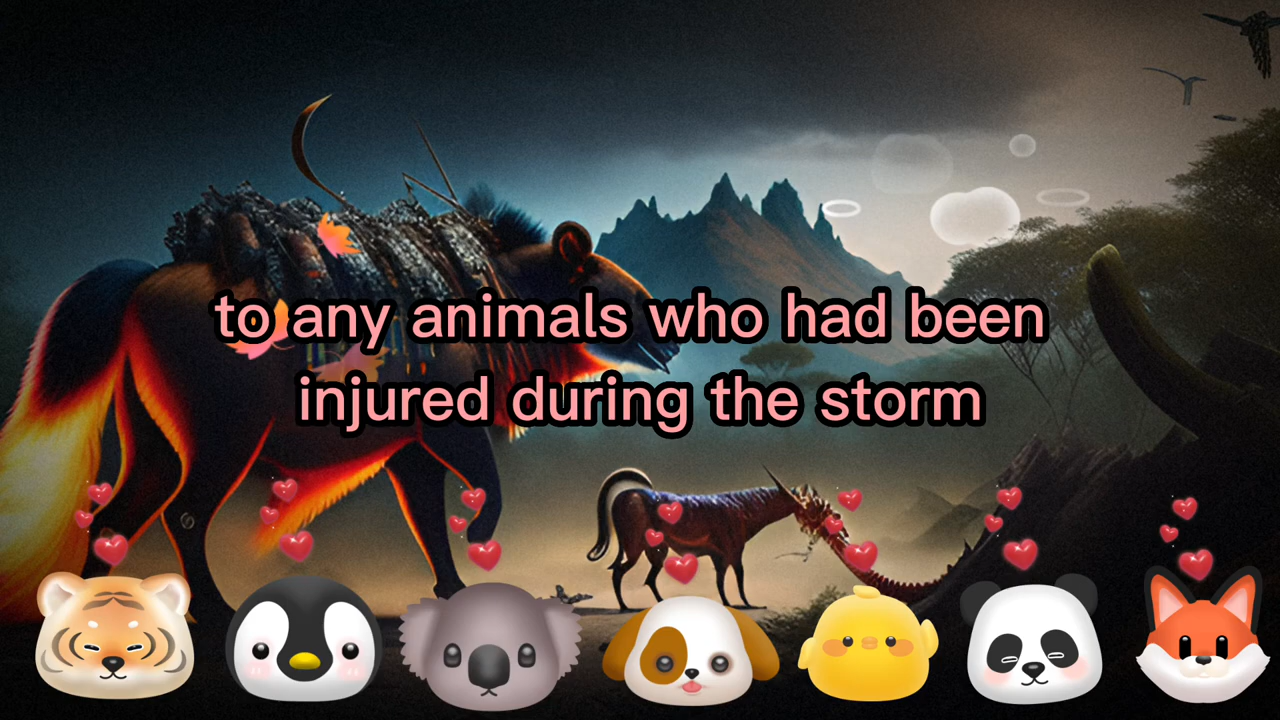 to any animals who had been
injured during the storm